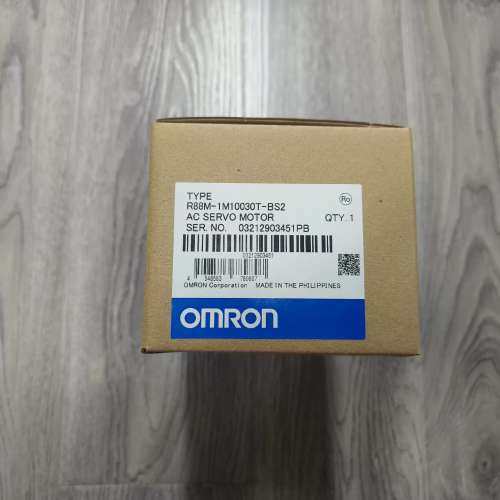 TYPE
R88M-1M10030T-BS2
AC SERVO MOTOR QTY. 1
SER. NO. 03212903451PB
03212903451
OMRON Corporation MADE IN THE PHILIPPINES
OMRON